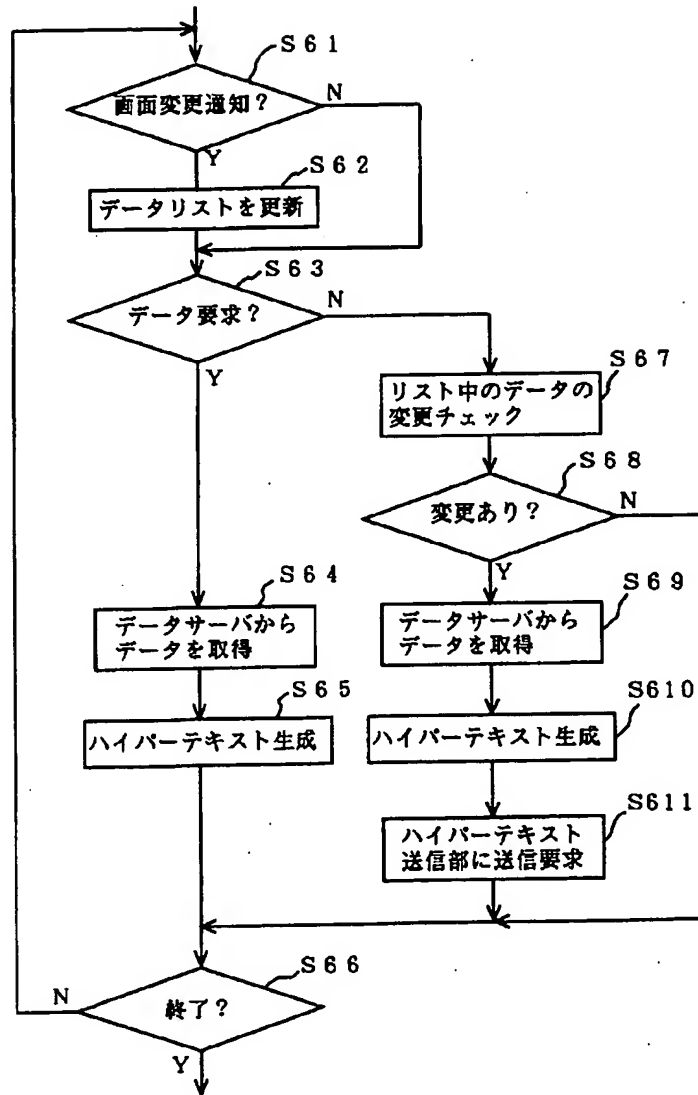 S61
画面変更通知?
N
Y
S62
データリストを更新
S63
データ要求?
N
Y
S67
リスト中のデータの
変更チェック
S68
変更あり?
N
Y
S64
データサーバから
データを取得
S65
ハイパーテキスト生成
S69
データサーバから
データを取得
S610
ハイパーテキスト生成
S611
ハイパーテキスト
送信部に送信要求
S66
終了?
N
Y